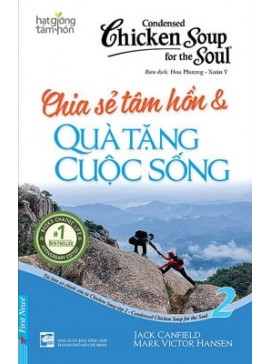 hạt giống
tâm hồn
Condensed
Chicken Soup
for the
Soul
Biên dịch: Hoa Phượng - Xuân Ý
Chia sẻ tâm hồn &
QUÀ TẶNG
CUỘC SỐNG
#1
BESTSELLER
2
First News
JACK CANFIELD
MARK VICTOR HANSEN